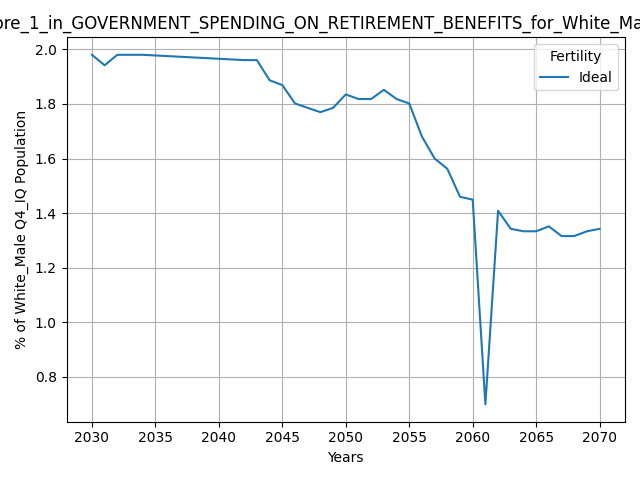 ore_1_in_GOVERNMENT_SPENDING_ON_RETIREMENT_BENEFITS_for_White_Ma
Fertility
Ideal
% of White_Male Q4_IQ Population
2.0
1.8
1.6
1.4
1.2
1.0
0.8
2030 2035 2040 2045 2050 2055 2060 2065 2070
Years